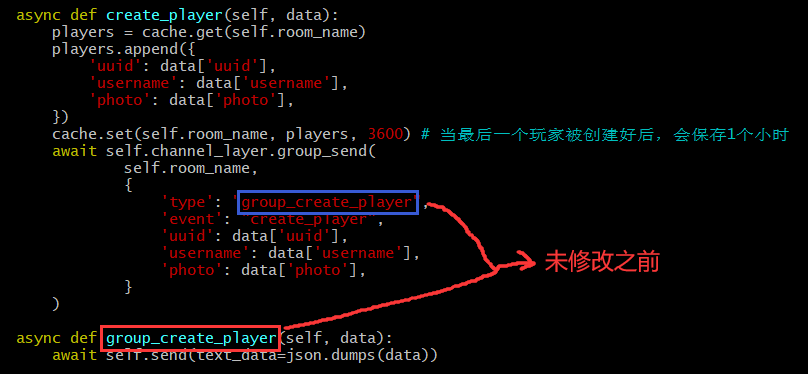 async def create_player(self, data):
    players = cache.get(self.room_name)
    players.append({
        'uuid': data['uuid'],
        'username': data['username'],
        'photo': data['photo'],
    })
    cache.set(self.room_name, players, 3600) # 当最后一个玩家被创建好后，会保存1个小时
    await self.channel_layer.group_send(
            self.room_name,
            {
                'type': 'group_create_player',
                'event': "create_player",
                'uuid': data['uuid'],
                'username': data['username'],
                'photo': data['photo'],
            }
    )
未修改之前
async def group_create_player(self, data):
    await self.send(text_data=json.dumps(data))